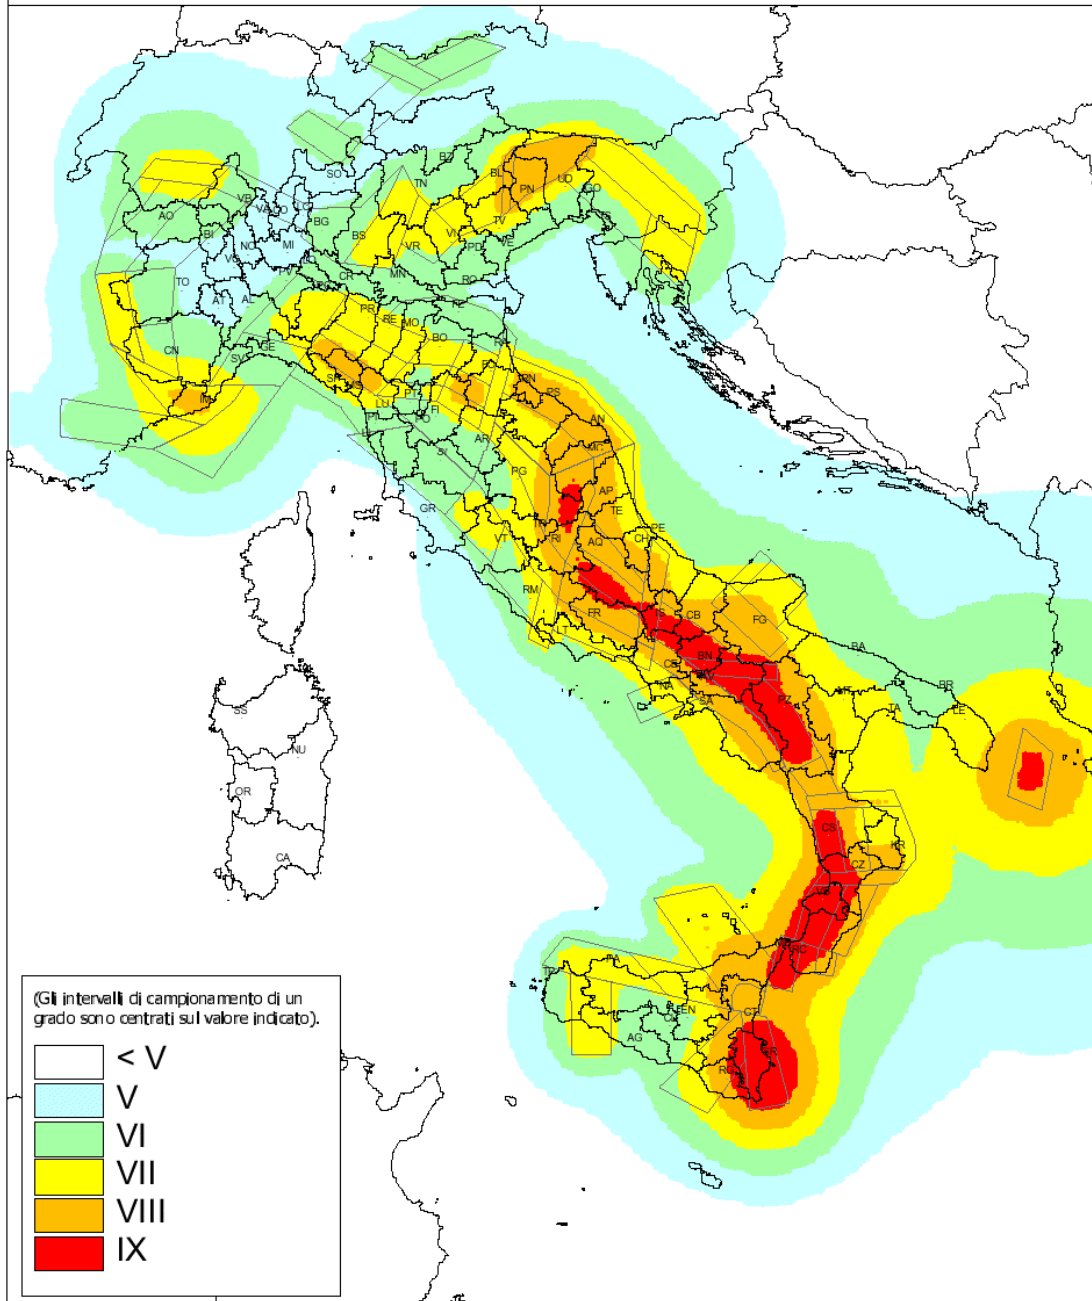 BZ
SO
TN
BL
PN
UD
GO
TS
VB
VA
CO
LC
AO
BI
BG
BS
VR
VI
TV
VE
PD
NO
MI
VC
LO
TO
PV
CR
MN
RO
AT
AL
PC
PR
RE
MO
FE
BO
RA
CN
GE
SV
SP
MS
FO
RN
PS
IM
LU
PT
FI
PI
PO
AN
LI
AR
MC
SI
PG
AP
GR
TE
TR
PE
VT
RI
AQ
CH
RM
FR
IS
CB
FG
LT
BA
BN
CE
AV
NA
SA
PZ
MT
BR
TA
LE
SS
NU
OR
CA
CS
KR
CZ
VV
ME
RC
PA
TP
EN
CL
CT
AG
SR
RG
(Gli intervalli di campionamento di un
grado sono centrati sul valore indicato).
< V
V
VI
VII
VIII
IX